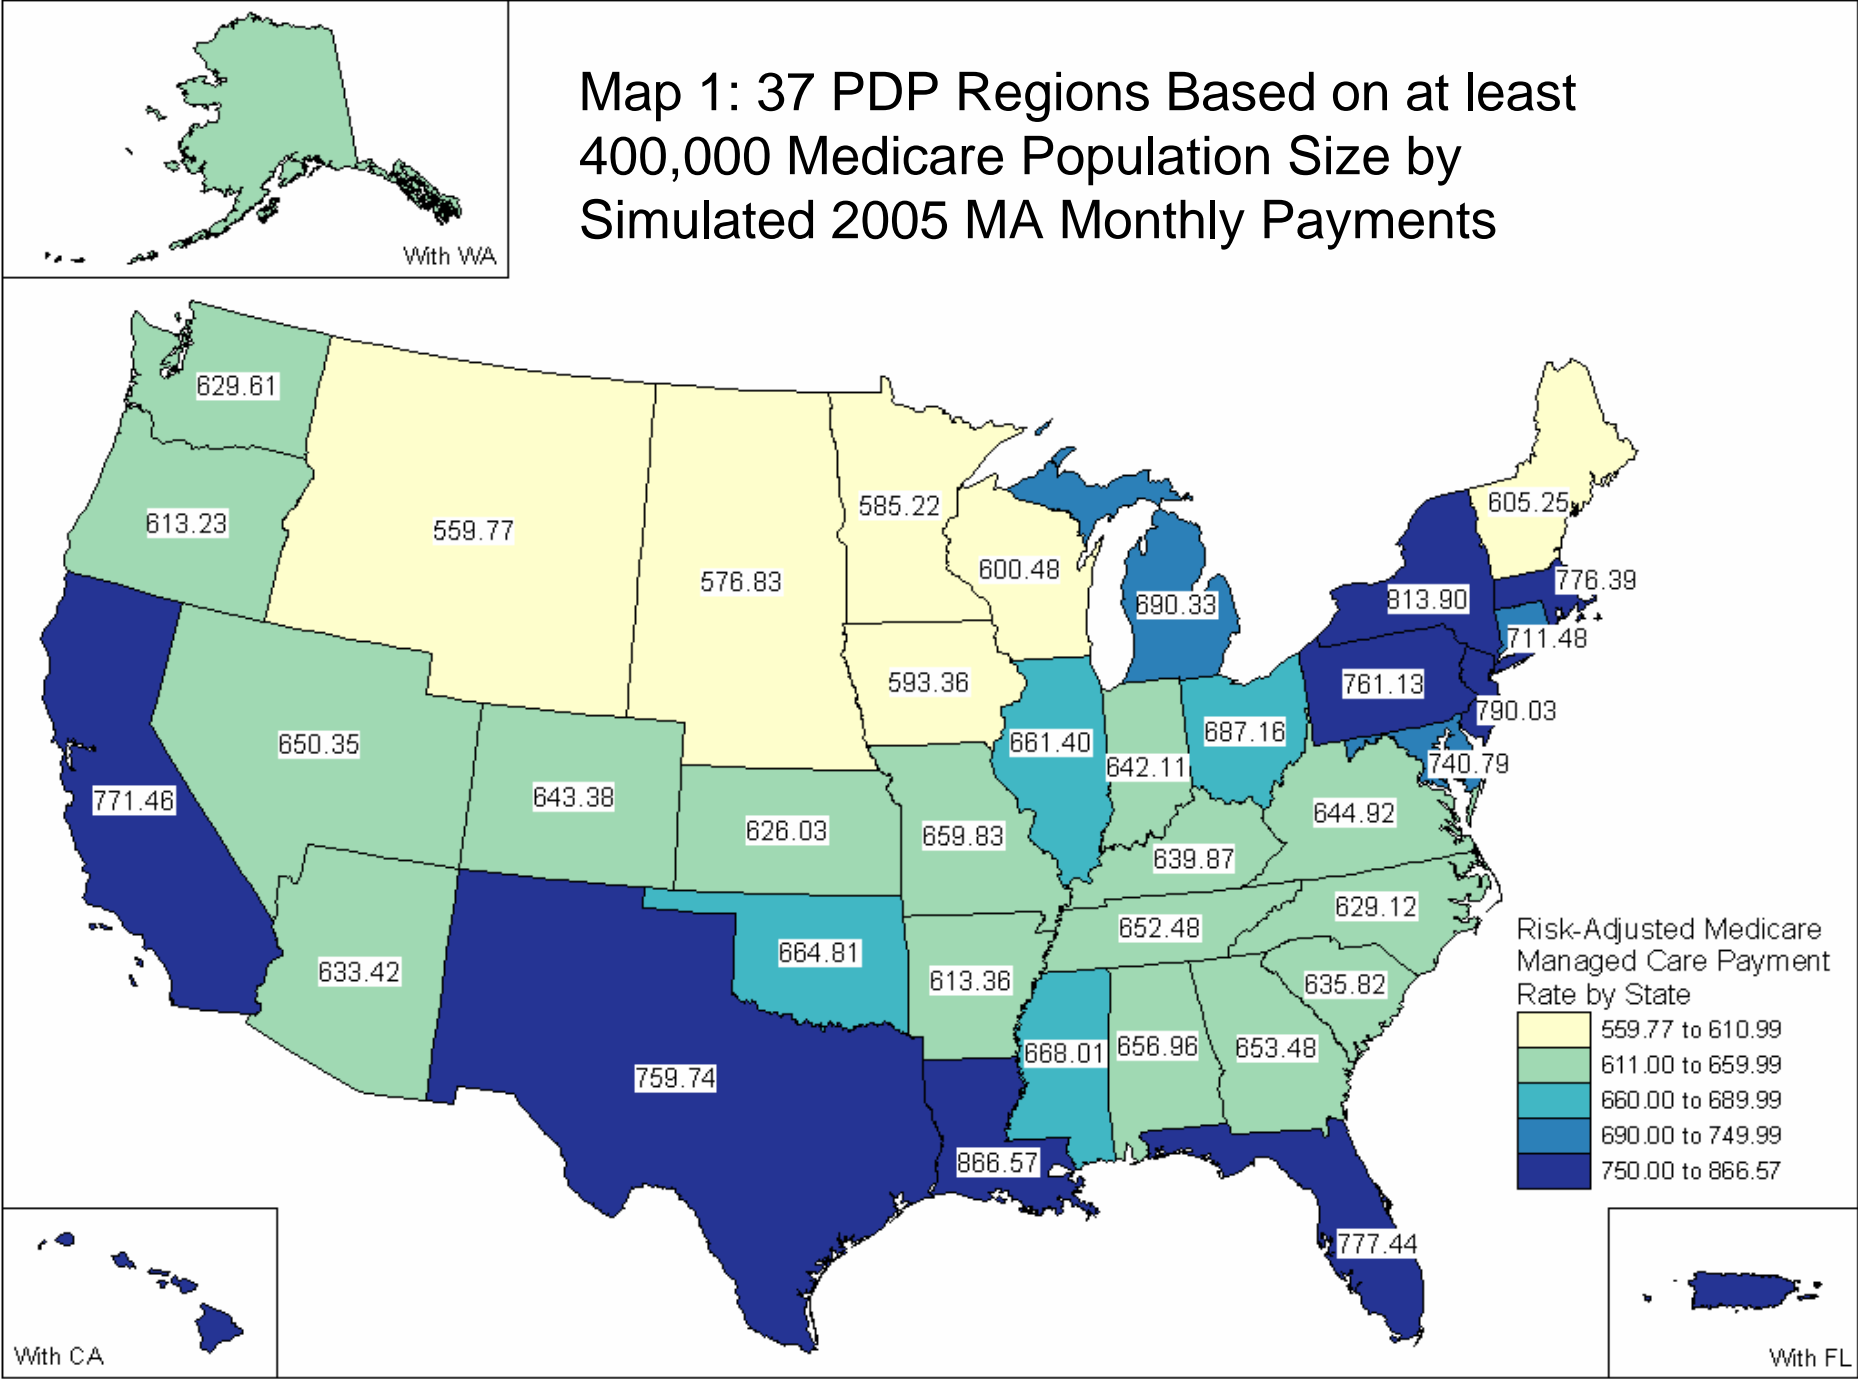 Map 1: 37 PDP Regions Based on at least
400,000 Medicare Population Size by
Simulated 2005 MA Monthly Payments
With WA
629.61
613.23
559.77
576.83
585.22
600.48
690.33
605.25
776.39
813.90
711.48
593.36
761.13
790.03
650.35
661.40
687.16
642.11
740.79
771.46
643.38
626.03
659.83
644.92
639.87
629.12
652.48
664.81
633.42
613.36
635.82
668.01
656.96
653.48
759.74
866.57
777.44
Risk-Adjusted Medicare
Managed Care Payment
Rate by State
559.77 to 610.99
611.00 to 659.99
660.00 to 689.99
690.00 to 749.99
750.00 to 866.57
With CA
With FL